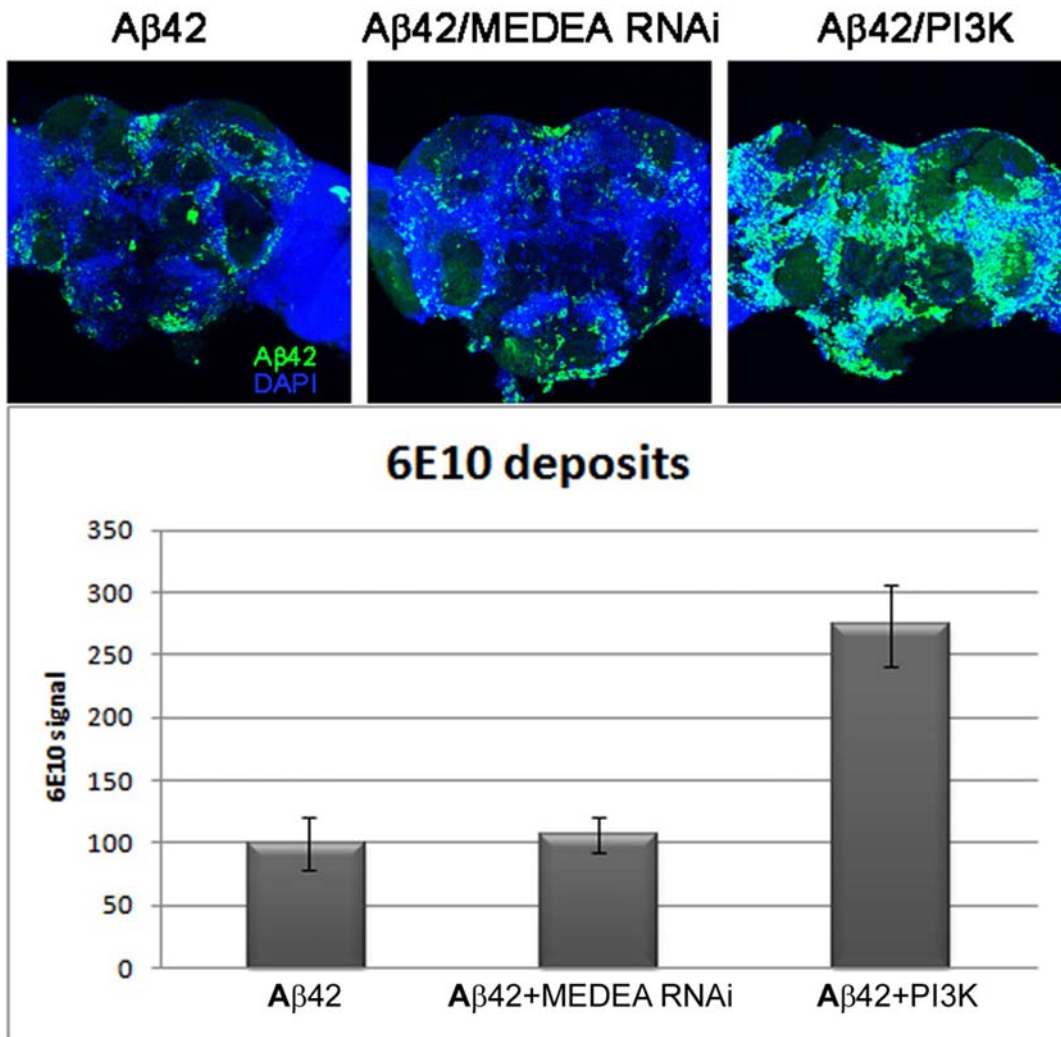 Aβ42 Aβ42/MEDEA RNAi Aβ42/PI3K
Aβ42
DAPI
6E10 deposits
350
300
250
200
150
100
50
0
6E10 signal
Aβ42 Aβ42+MEDEA RNAi Aβ42+PI3K